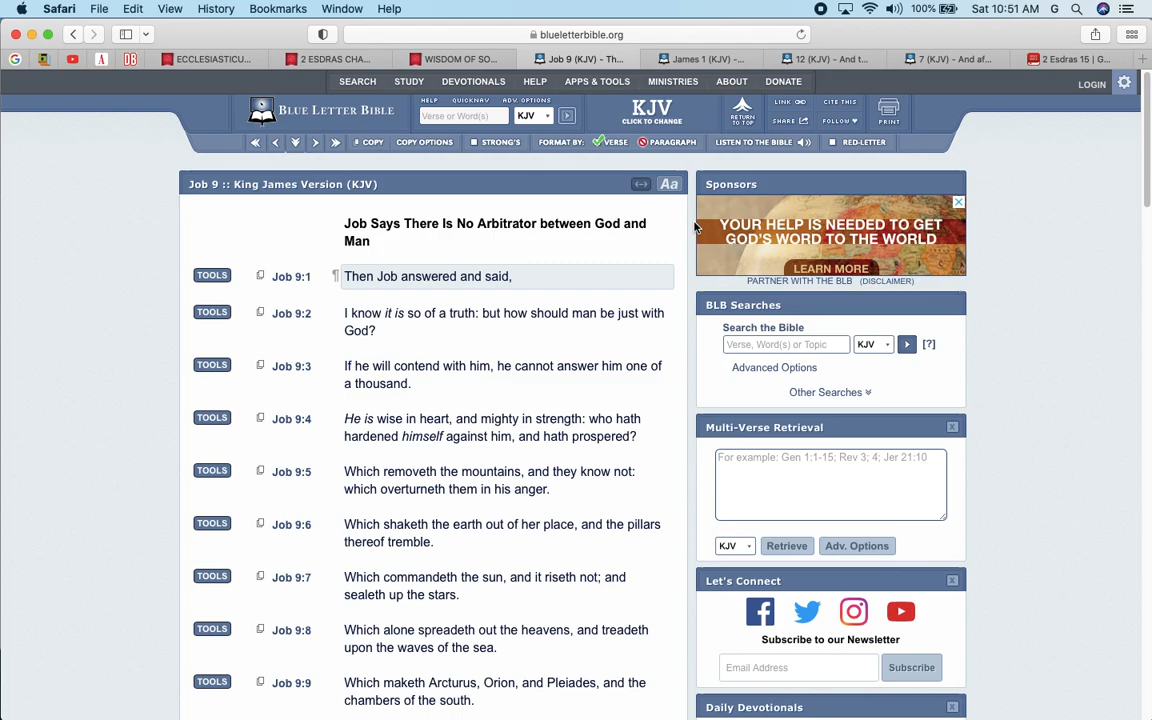 Safari File Edit View History Bookmarks Window Help 100% Sat 10:51 AM G
blueletterbible.org
ECCLESIASTICU... 2 ESDRAS CHA... WISDOM OF SO... Job 9 (KJV) - Th... James 1 (KJV) -... 12 (KJV) - And t... 7 (KJV) - And af... 2 Esdras 15 | G...
SEARCH STUDY DEVOTIONALS HELP APPS & TOOLS MINISTRIES ABOUT DONATE LOGIN
BLUE LETTER BIBLE
HELP QUICKNAV ADV. OPTIONS
Verse or Word(s) KJV
KJV
CLICK TO CHANGE
RETURN
TO TOP
LINK CITE THIS
SHARE FOLLOW
PRINT
COPY COPY OPTIONS STRONG'S FORMAT BY: VERSE PARAGRAPH LISTEN TO THE BIBLE RED-LETTER
Job 9 :: King James Version (KJV) Aa
Job Says There Is No Arbitrator between God and
Man
TOOLS Job 9:1 ¶ Then Job answered and said,
TOOLS Job 9:2 I know it is so of a truth: but how should man be just with
God?
TOOLS Job 9:3 If he will contend with him, he cannot answer him one of
a thousand.
TOOLS Job 9:4 He is wise in heart, and mighty in strength: who hath
hardened himself against him, and hath prospered?
TOOLS Job 9:5 Which removeth the mountains, and they know not:
which overturneth them in his anger.
TOOLS Job 9:6 Which shaketh the earth out of her place, and the pillars
thereof tremble.
TOOLS Job 9:7 Which commandeth the sun, and it riseth not; and
sealeth up the stars.
TOOLS Job 9:8 Which alone spreadeth out the heavens, and treadeth
upon the waves of the sea.
TOOLS Job 9:9 Which maketh Arcturus, Orion, and Pleiades, and the
chambers of the south.
Sponsors
YOUR HELP IS NEEDED TO GET
GOD'S WORD TO THE WORLD
LEARN MORE
PARTNER WITH THE BLB (DISCLAIMER)
BLB Searches
Search the Bible
Verse, Word(s) or Topic KJV [?]
Advanced Options
Other Searches
Multi-Verse Retrieval
For example: Gen 1:1-15; Rev 3; 4; Jer 21:10
KJV Retrieve Adv. Options
Let's Connect
Subscribe to our Newsletter
Email Address Subscribe
Daily Devotionals